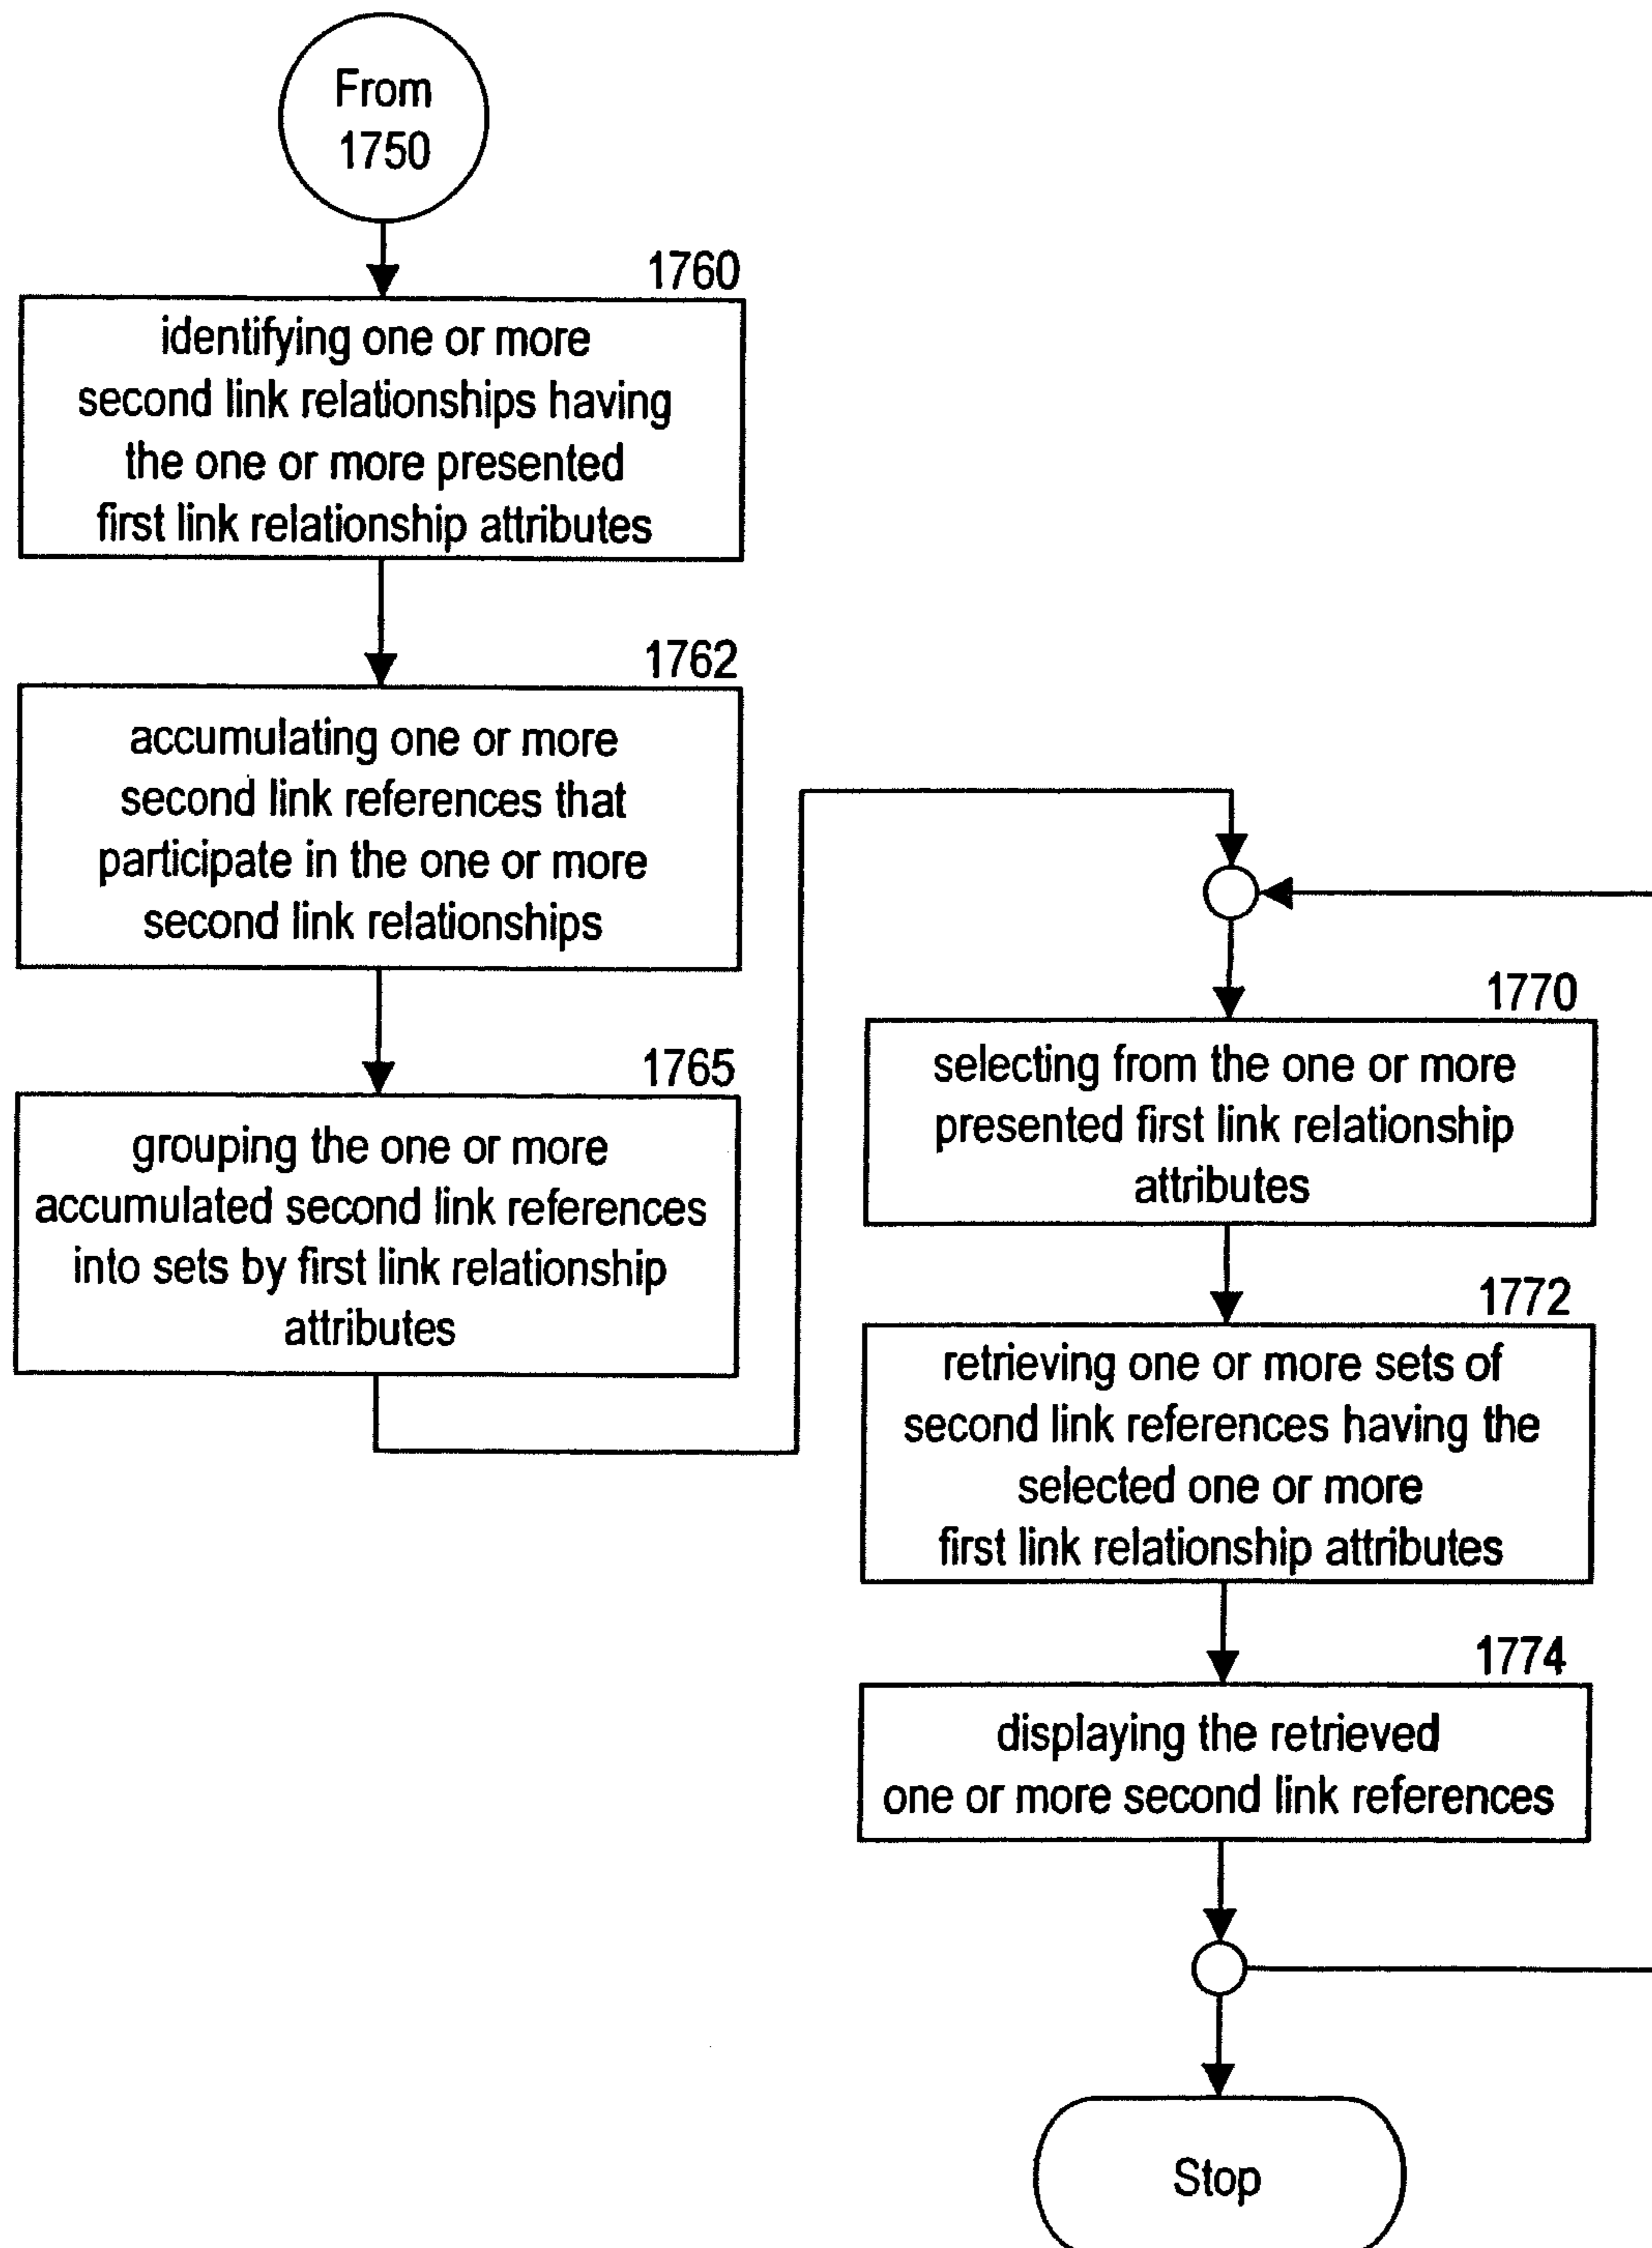 From
1750
1760
identifying one or more
second link relationships having
the one or more presented
first link relationship attributes
1762
accumulating one or more
second link references that
participate in the one or more
second link relationships
1765
grouping the one or more
accumulated second link references
into sets by first link relationship
attributes
1770
selecting from the one or more
presented first link relationship
attributes
1772
retrieving one or more sets of
second link references having the
selected one or more
first link relationship attributes
1774
displaying the retrieved
one or more second link references
Stop